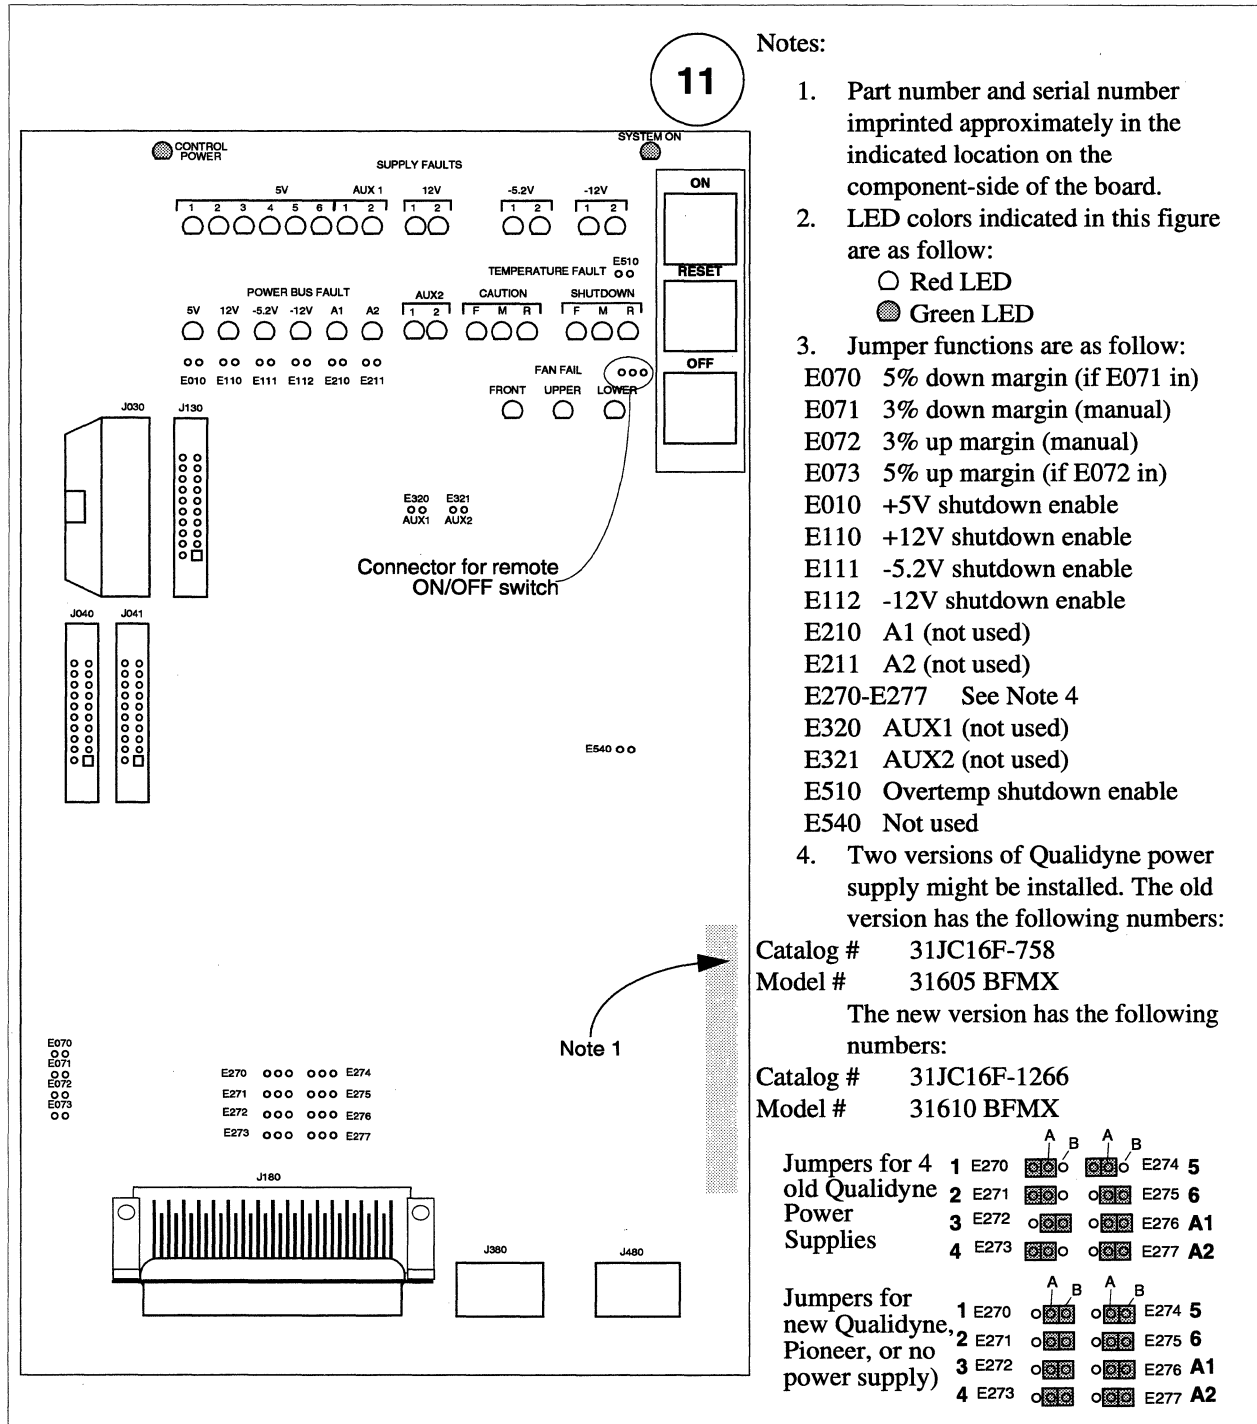 11
CONTROL
POWER
SYSTEM ON
SUPPLY FAULTS
5V AUX 1 12V -5.2V -12V
1 2 3 4 5 6 1 2 1 2 1 2 1 2
ON
E510
TEMPERATURE FAULT
RESET
POWER BUS FAULT AUX2 CAUTION SHUTDOWN
5V 12V -5.2V -12V A1 A2 1 2 F M R F M R
E010 E110 E111 E112 E210 E211
FAN FAIL
OFF
FRONT UPPER LOWER
J030 J130
E320 E321
AUX1 AUX2
Connector for remote
ON/OFF switch
J040 J041
E540
Note 1
E070
E071
E072
E073
E270 E274
E271 E275
E272 E276
E273 E277
J180
J380 J480
Notes:
1. Part number and serial number
imprinted approximately in the
indicated location on the
component-side of the board.
2. LED colors indicated in this figure
are as follow:
Red LED
Green LED
3. Jumper functions are as follow:
E070 5% down margin (if E071 in)
E071 3% down margin (manual)
E072 3% up margin (manual)
E073 5% up margin (if E072 in)
E010 +5V shutdown enable
E110 +12V shutdown enable
E111 -5.2V shutdown enable
E112 -12V shutdown enable
E210 A1 (not used)
E211 A2 (not used)
E270-E277 See Note 4
E320 AUX1 (not used)
E321 AUX2 (not used)
E510 Overtemp shutdown enable
E540 Not used
4. Two versions of Qualidyne power
supply might be installed. The old
version has the following numbers:
Catalog # 31JC16F-758
Model # 31605 BFMX
The new version has the following
numbers:
Catalog # 31JC16F-1266
Model # 31610 BFMX
Jumpers for 4
old Qualidyne
Power
Supplies
A B A B
1 E270 E274 5
2 E271 E275 6
3 E272 E276 A1
4 E273 E277 A2
Jumpers for
new Qualidyne,
Pioneer, or no
power supply)
A B A B
1 E270 E274 5
2 E271 E275 6
3 E272 E276 A1
4 E273 E277 A2